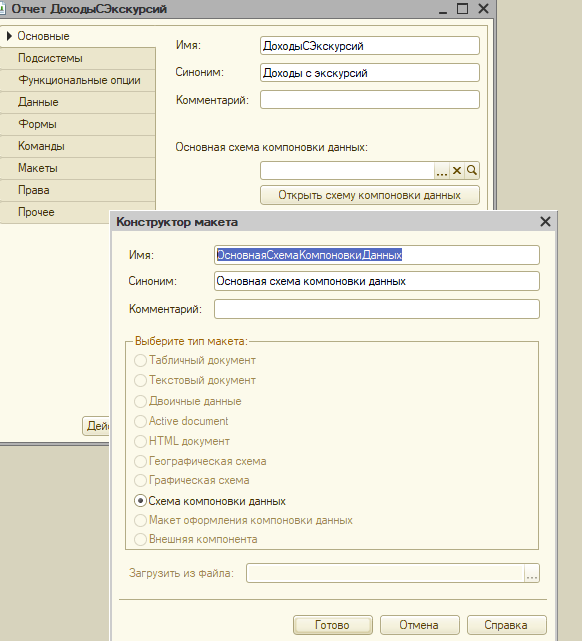 Отчет ДоходыСЭкскурсий
Основные
Подсистемы
Функциональные опции
Данные
Формы
Команды
Макеты
Права
Прочее
Имя: ДоходыСЭкскурсий
Синоним: Доходы с экскурсий
Комментарий:
Основная схема компоновки данных:
...
Открыть схему компоновки данных
Дей
Конструктор макета
Имя: ОсновнаяСхемаКомпоновкиДанных
Синоним: Основная схема компоновки данных
Комментарий:
Выберите тип макета:
Табличный документ
Текстовый документ
Двоичные данные
Active document
HTML документ
Географическая схема
Графическая схема
Схема компоновки данных
Макет оформления компоновки данных
Внешняя компонента
Загрузить из файла: ...
Готово Отмена Справка